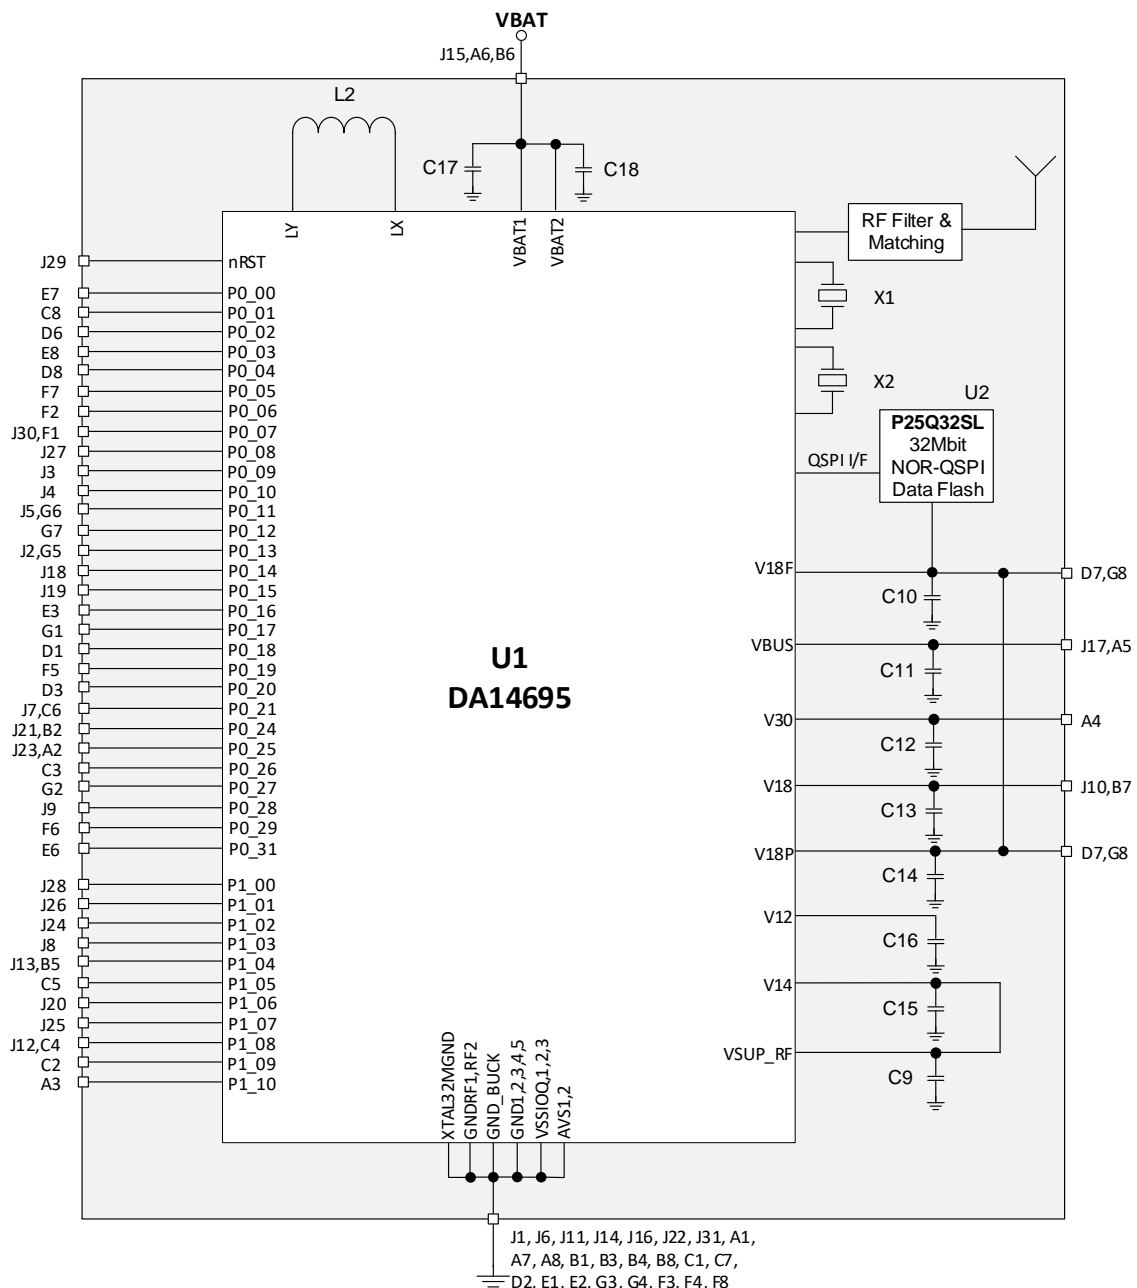 VBAT
J15,A6,B6
L2
C17
C18
LY
LX
VBAT1
VBAT2
RF Filter &
Matching
X1
X2
U2
P25Q32SL
32Mbit
NOR-QSPI
Data Flash
QSPI I/F
J29 nRST
E7 P0_00
C8 P0_01
D6 P0_02
E8 P0_03
D8 P0_04
F7 P0_05
F2 P0_06
J30,F1 P0_07
J27 P0_08
J3 P0_09
J4 P0_10
J5,G6 P0_11
G7 P0_12
J2,G5 P0_13
J18 P0_14
J19 P0_15
E3 P0_16
G1 P0_17
D1 P0_18
F5 P0_19
D3 P0_20
J7,C6 P0_21
J21,B2 P0_24
J23,A2 P0_25
C3 P0_26
G2 P0_27
J9 P0_28
F6 P0_29
E6 P0_31
J28 P1_00
J26 P1_01
J24 P1_02
J8 P1_03
J13,B5 P1_04
C5 P1_05
J20 P1_06
J25 P1_07
J12,C4 P1_08
C2 P1_09
A3 P1_10
U1
DA14695
V18F D7,G8
C10
VBUS J17,A5
C11
V30 A4
C12
V18 J10,B7
C13
V18P D7,G8
C14
V12
C16
V14
C15
VSUP_RF
C9
XTAL32MGND
GNDRF1,RF2
GND_BUCK
GND1,2,3,4,5
VSSIOQ,1,2,3
AVS1,2
J1, J6, J11, J14, J16, J22, J31, A1,
A7, A8, B1, B3, B4, B8, C1, C7,
D2, E1, E2, G3, G4, F3, F4, F8